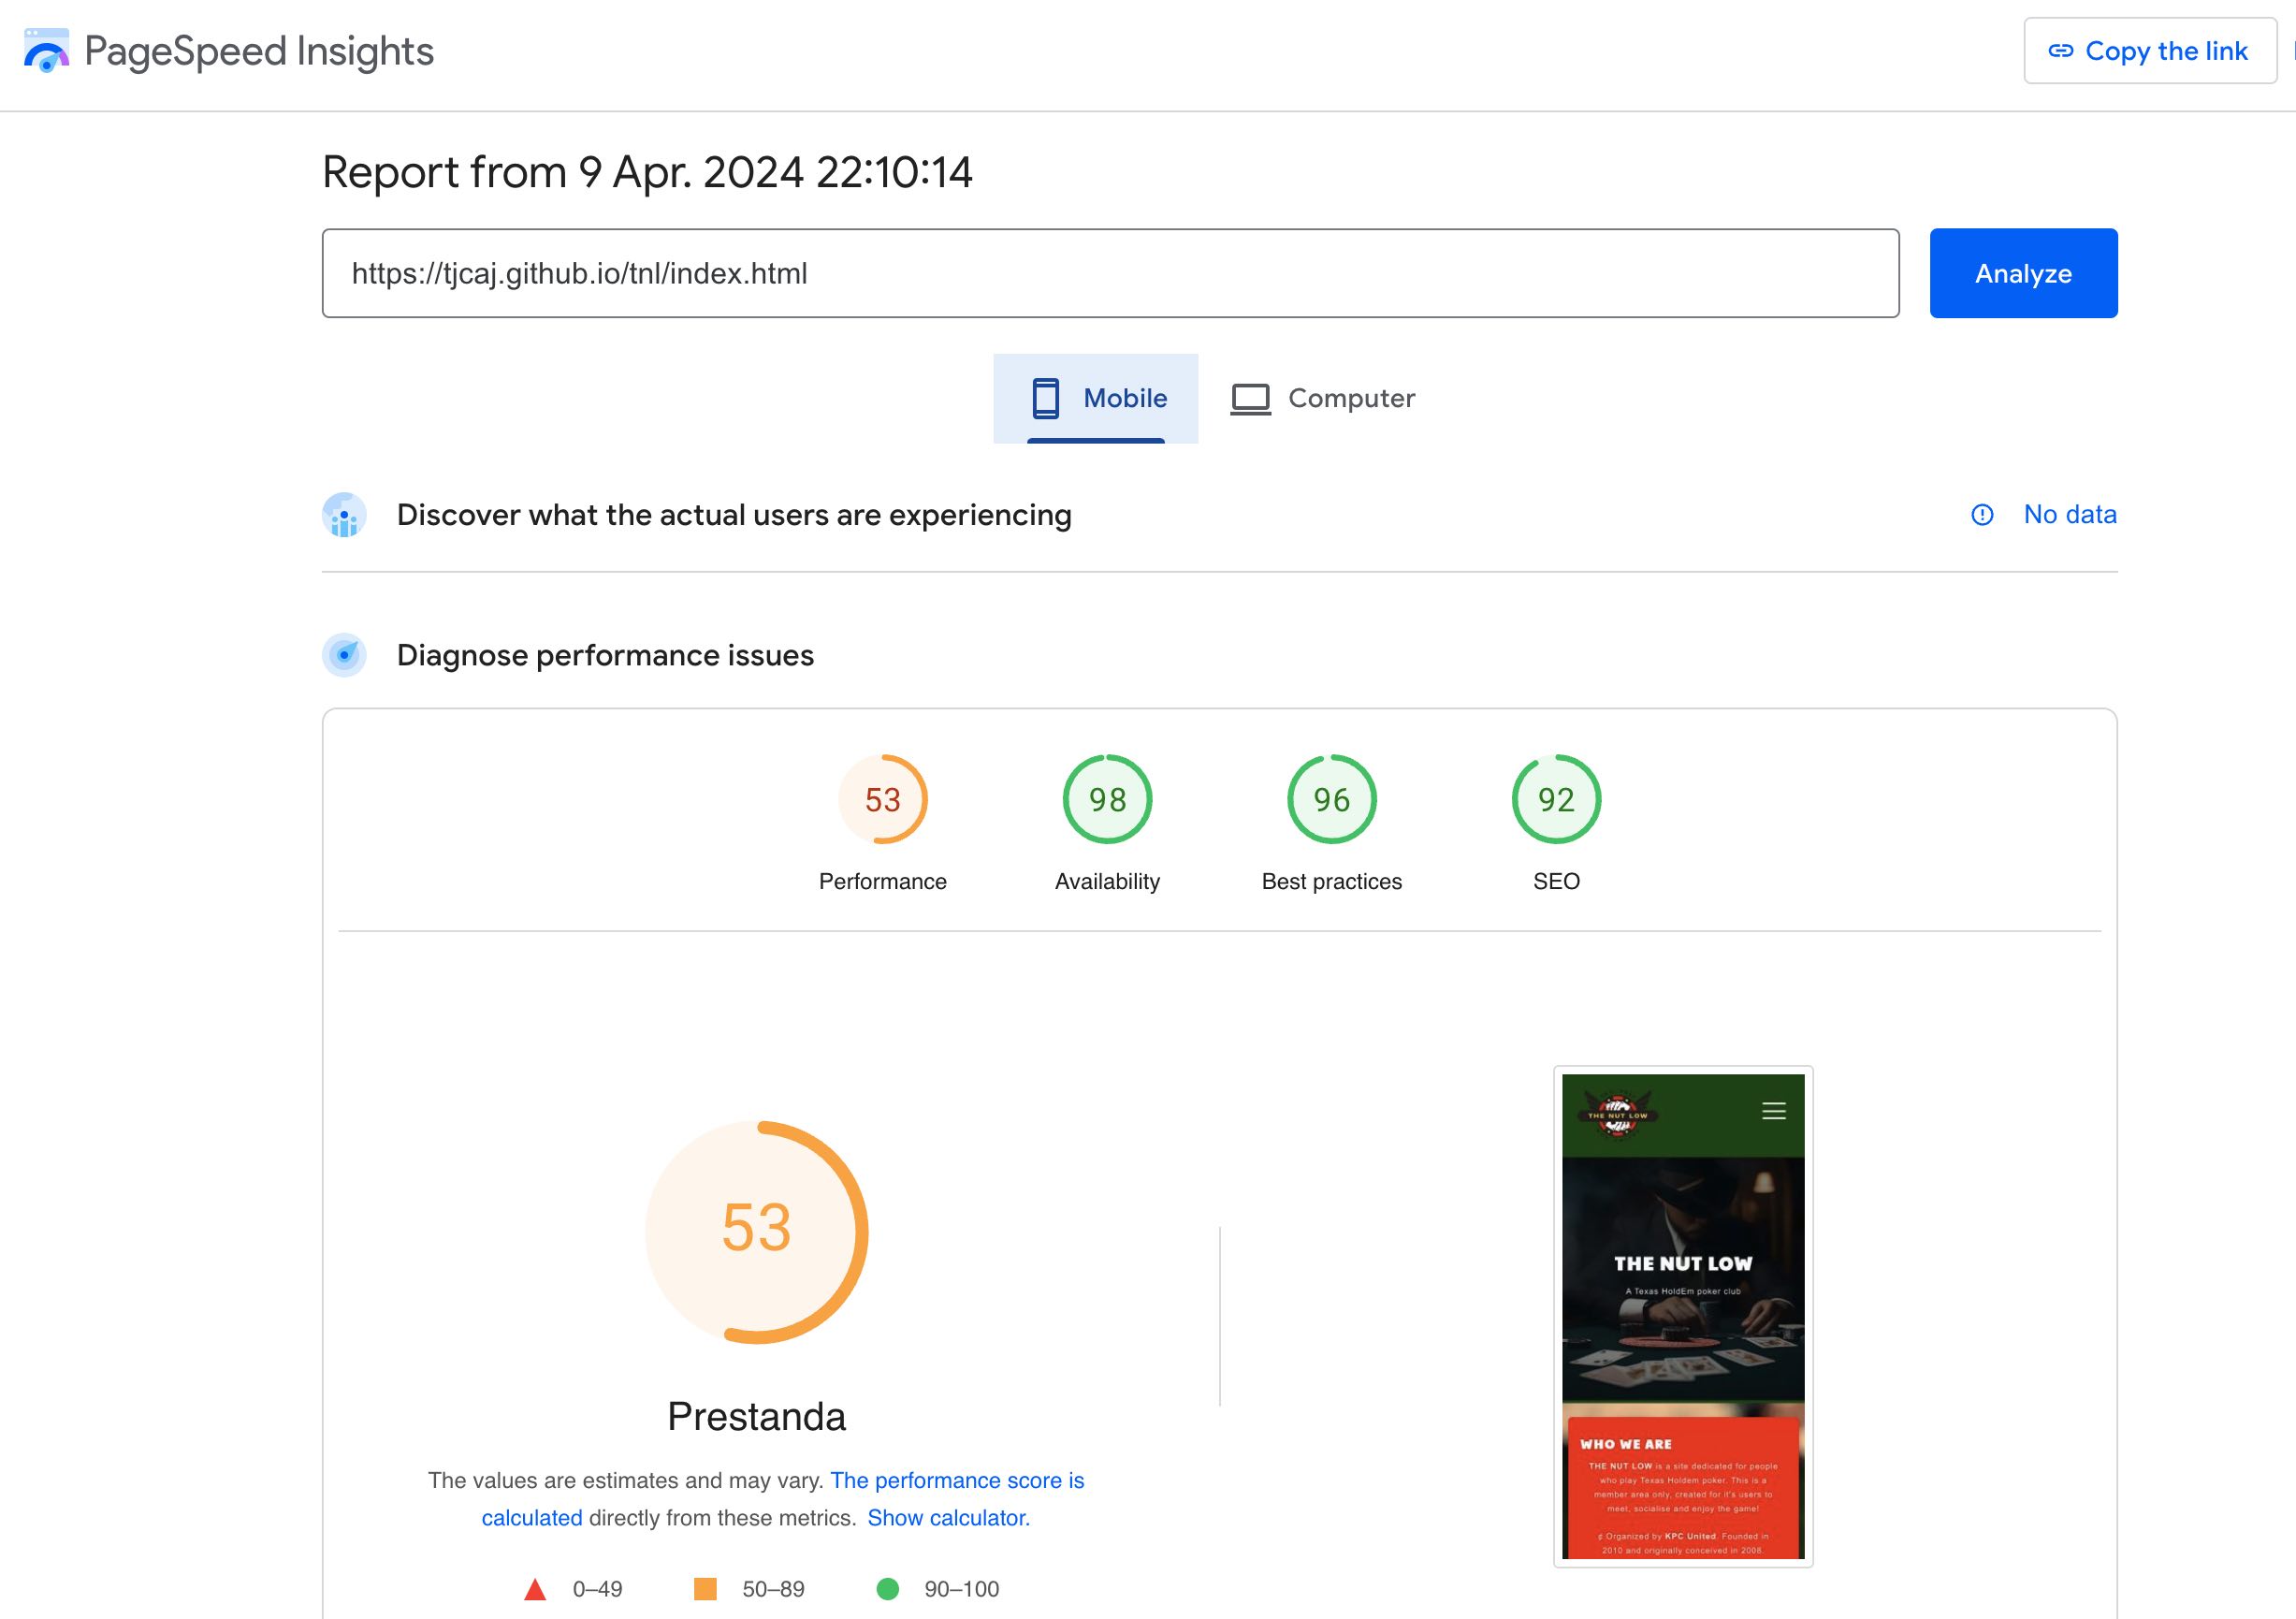 PageSpeed Insights
Copy the link
Report from 9 Apr. 2024 22:10:14
https://tjcaj.github.io/tnl/index.html
Analyze
Mobile
Computer
Discover what the actual users are experiencing
No data
Diagnose performance issues
53
98
96
92
Performance
Availability
Best practices
SEO
53
Prestanda
The values are estimates and may vary. The performance score is
calculated directly from these metrics. Show calculator.
0–49
50–89
90–100
THE NUT LOW
THE NUT LOW
A Texas HoldEm poker club
WHO WE ARE
THE NUT LOW is a site dedicated for people
who play Texas Holdem poker. This is a
member area only, created for it's users to
meet, socialise and enjoy the game!
Organized by KPC United. Founded in
2010 and originally conceived in 2008.